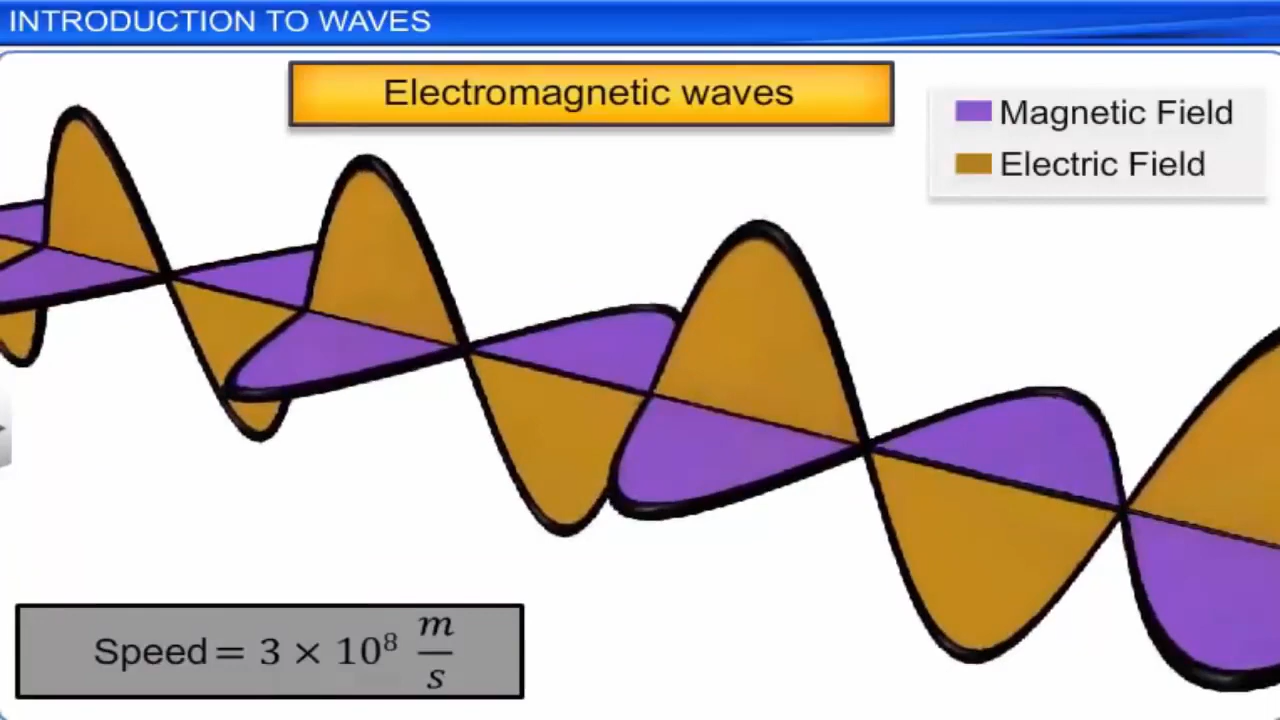 INTRODUCTION TO WAVES
Electromagnetic waves
Magnetic Field
Electric Field
Speed = 3 × 10⁸ m/s